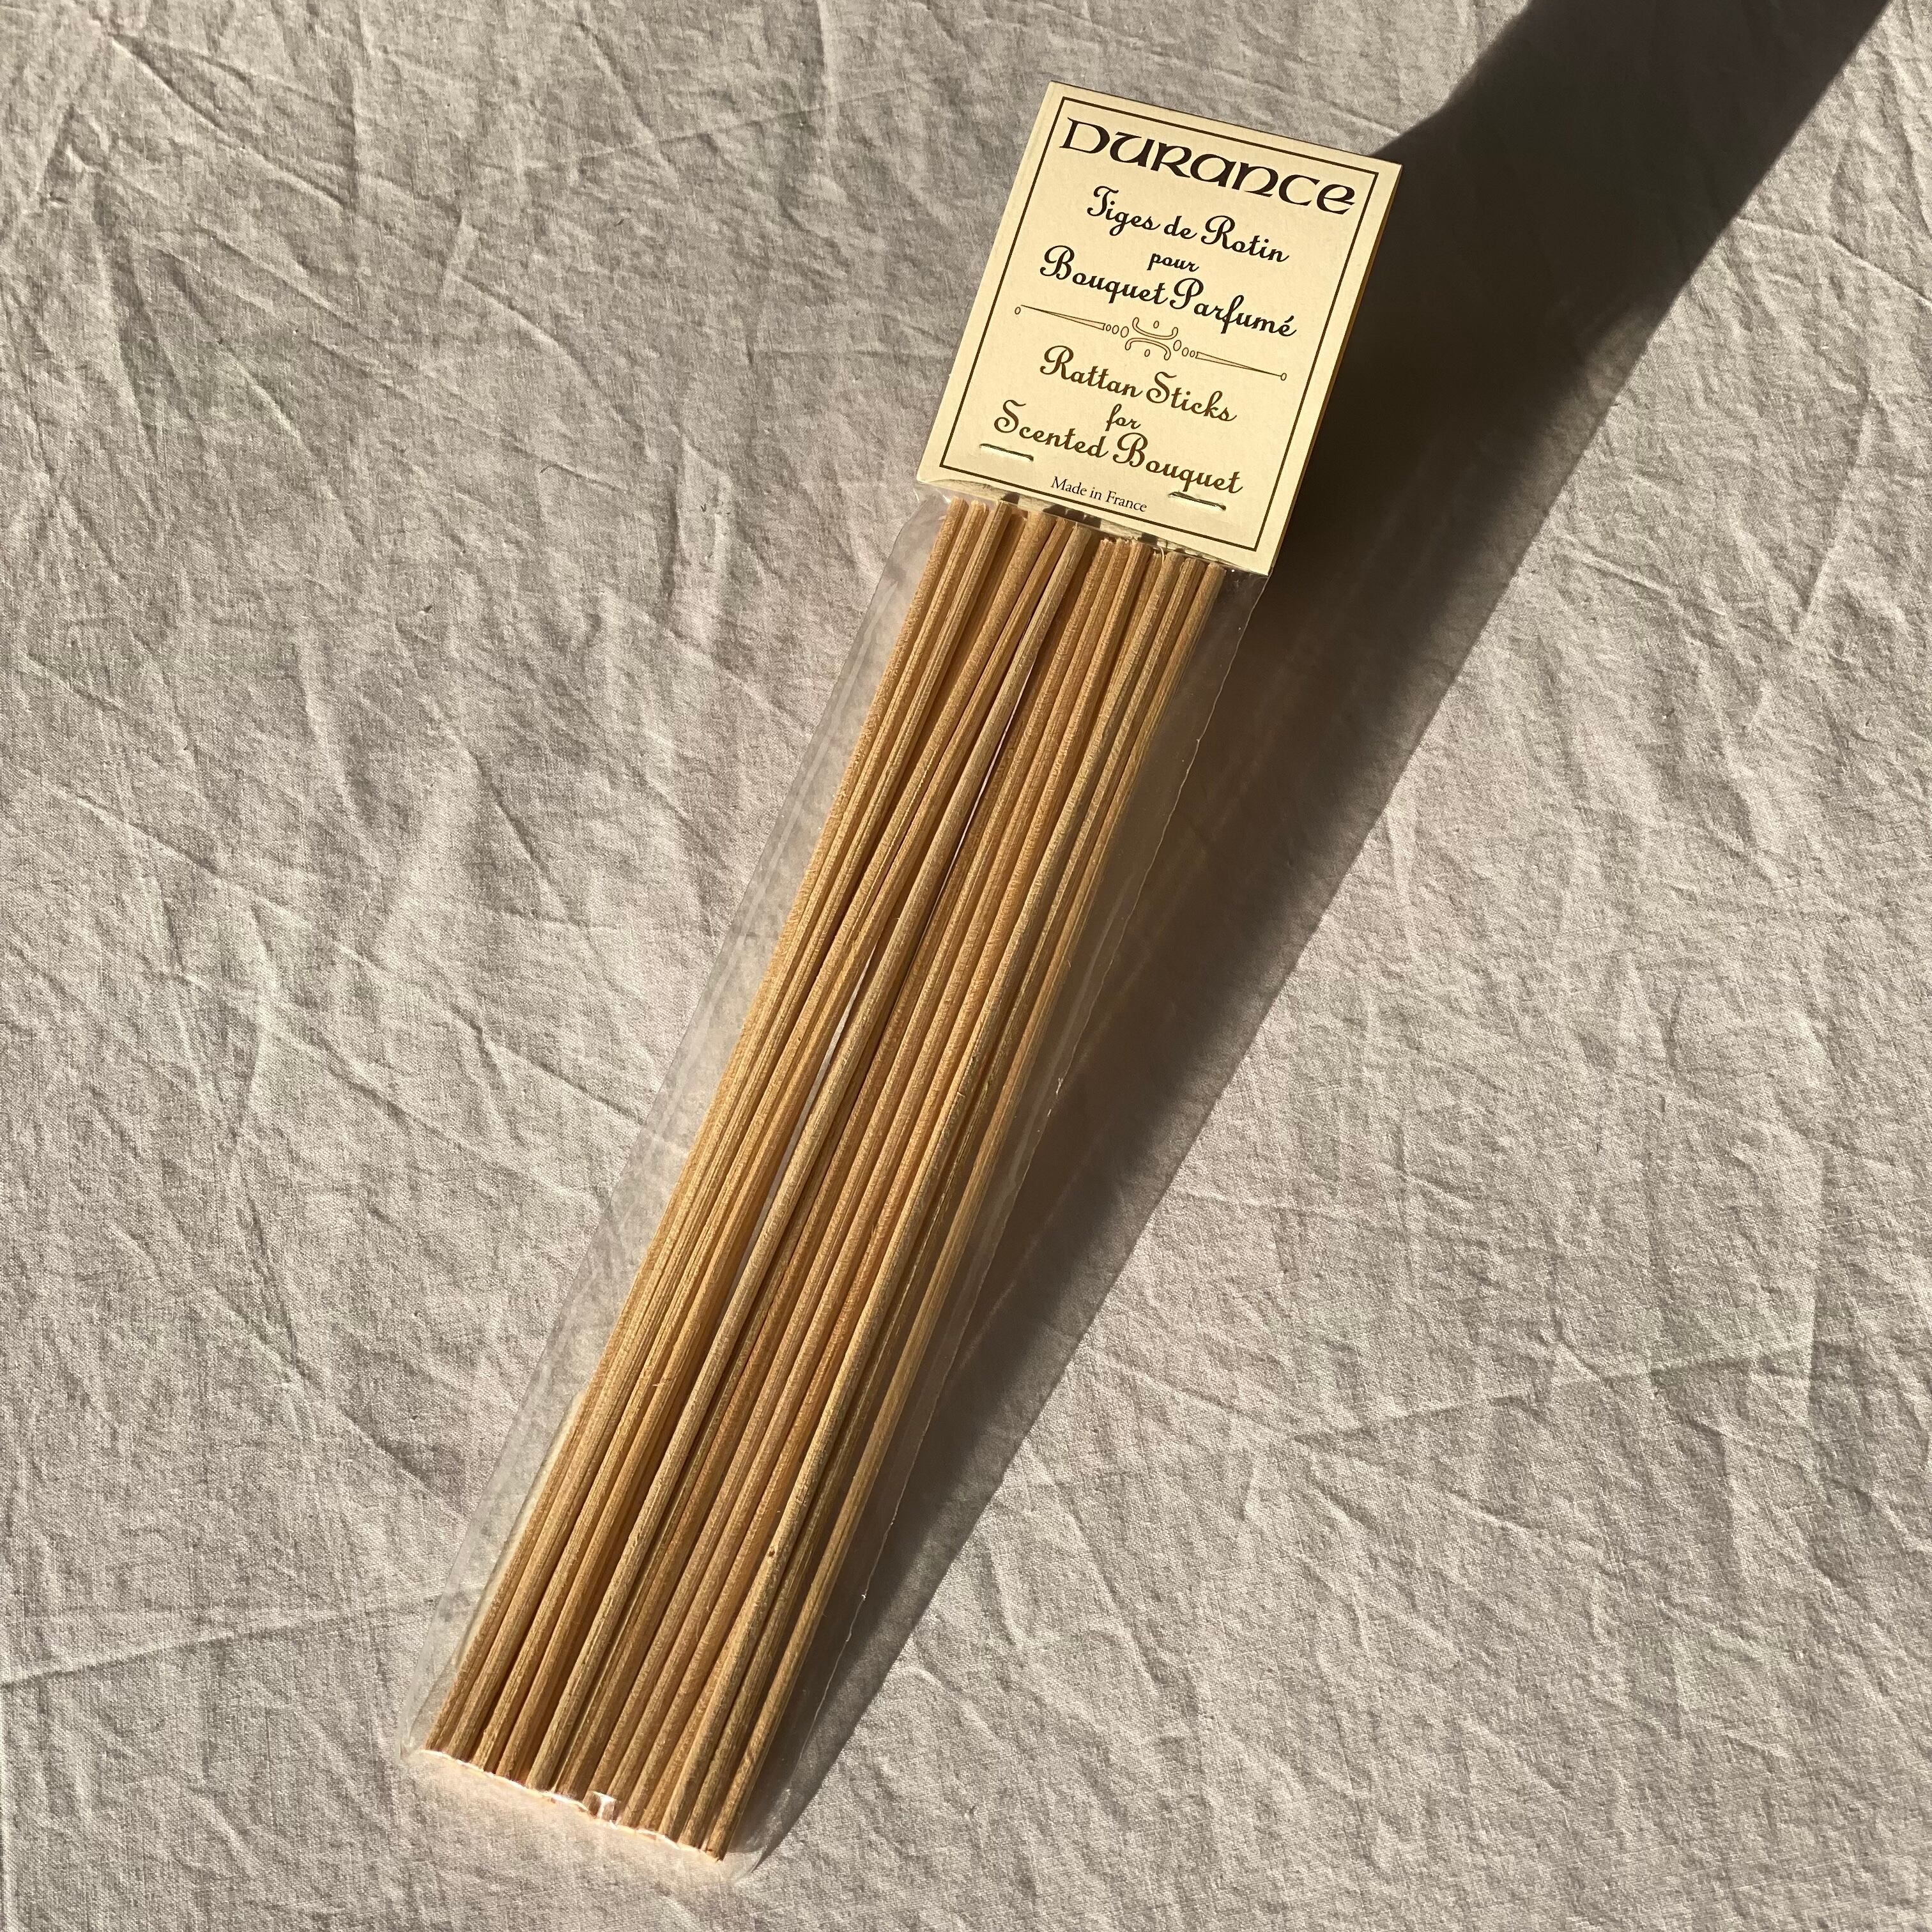 DURANCE
Tiges de Rotin
pour
Bouquet Parfumé
Rattan Sticks
for
Scented Bouquet
Made in France